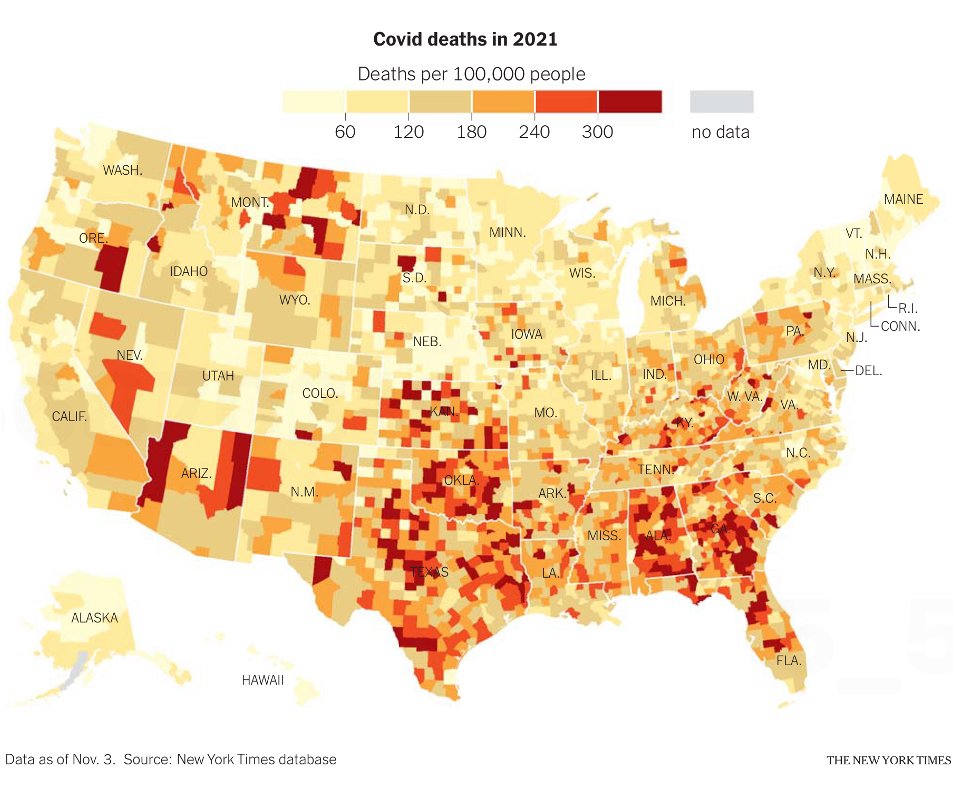 Covid deaths in 2021
Deaths per 100,000 people
60 120 180 240 300 no data
WASH.
MAINE
MONT.
N.D.
VT.
ORE.
MINN.
N.H.
IDAHO
S.D.
WIS.
N.Y.
MASS.
WYO.
MICH.
R.I.
CONN.
NEV.
NEB.
IOWA
PA.
N.J.
UTAH
COLO.
ILL.
IND.
OHIO
MD.
DEL.
CALIF.
KAN.
MO.
KY.
W. VA.
VA.
ARIZ.
N.M.
OKLA.
ARK.
TENN.
N.C.
S.C.
TEXAS
LA.
MISS.
ALA.
GA.
ALASKA
HAWAII
FLA.
Data as of Nov. 3. Source: New York Times database
THE NEW YORK TIMES